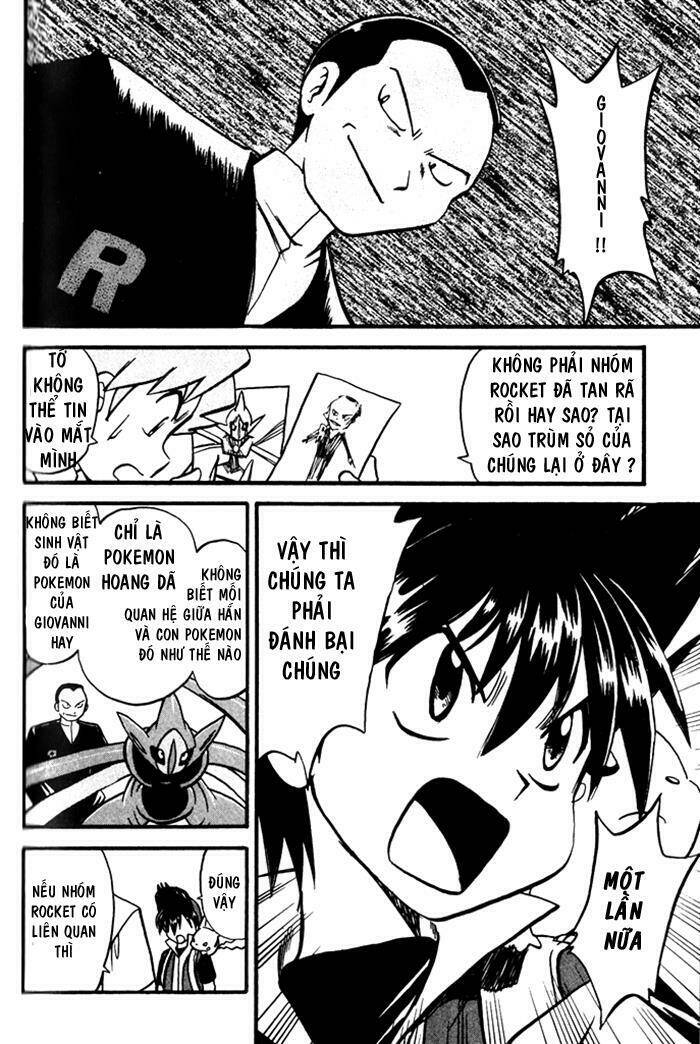 GIOVANNI !!
R
KHÔNG PHẢI NHÓM
ROCKET ĐÃ TAN RÃ
RỒI HAY SAO? TẠI
SAO TRÙM SỎ CỦA
CHÚNG LẠI Ở ĐÂY ?
TỚ
KHÔNG
THỂ TIN
VÀO MẮT
MÌNH
KHÔNG BIẾT MỐI
QUAN HỆ GIỮA HẮN
VÀ CON POKEMON
ĐÓ NHƯ THẾ NÀO
CHỈ LÀ
POKEMON
HOANG DÃ
KHÔNG BIẾT
SINH VẬT
ĐÓ LÀ
POKEMON
CỦA
GIOVANNI HAY
ĐÚNG
VẬY
NẾU NHÓM
ROCKET CÓ
LIÊN QUAN
THÌ
VẬY THÌ
CHÚNG TA
PHẢI
ĐÁNH BẠI
CHÚNG
MỘT
LẦN
NỮA